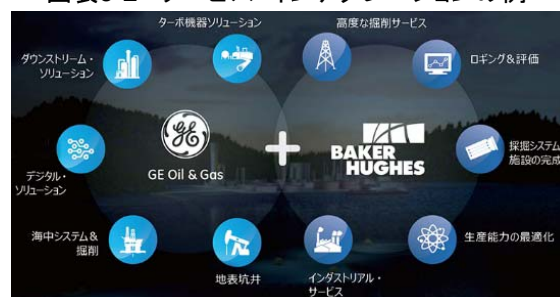 ターボ機器ソリューション
高度な掘削サービス
ダウンストリーム・
ソリューション
ロギング&評価
GE Oil & Gas
BAKER
HUGHES
採掘システム
施設の完成
デジタル・
ソリューション
海中システム&
掘削
生産能力の最適化
地表坑井
インダストリアル・
サービス